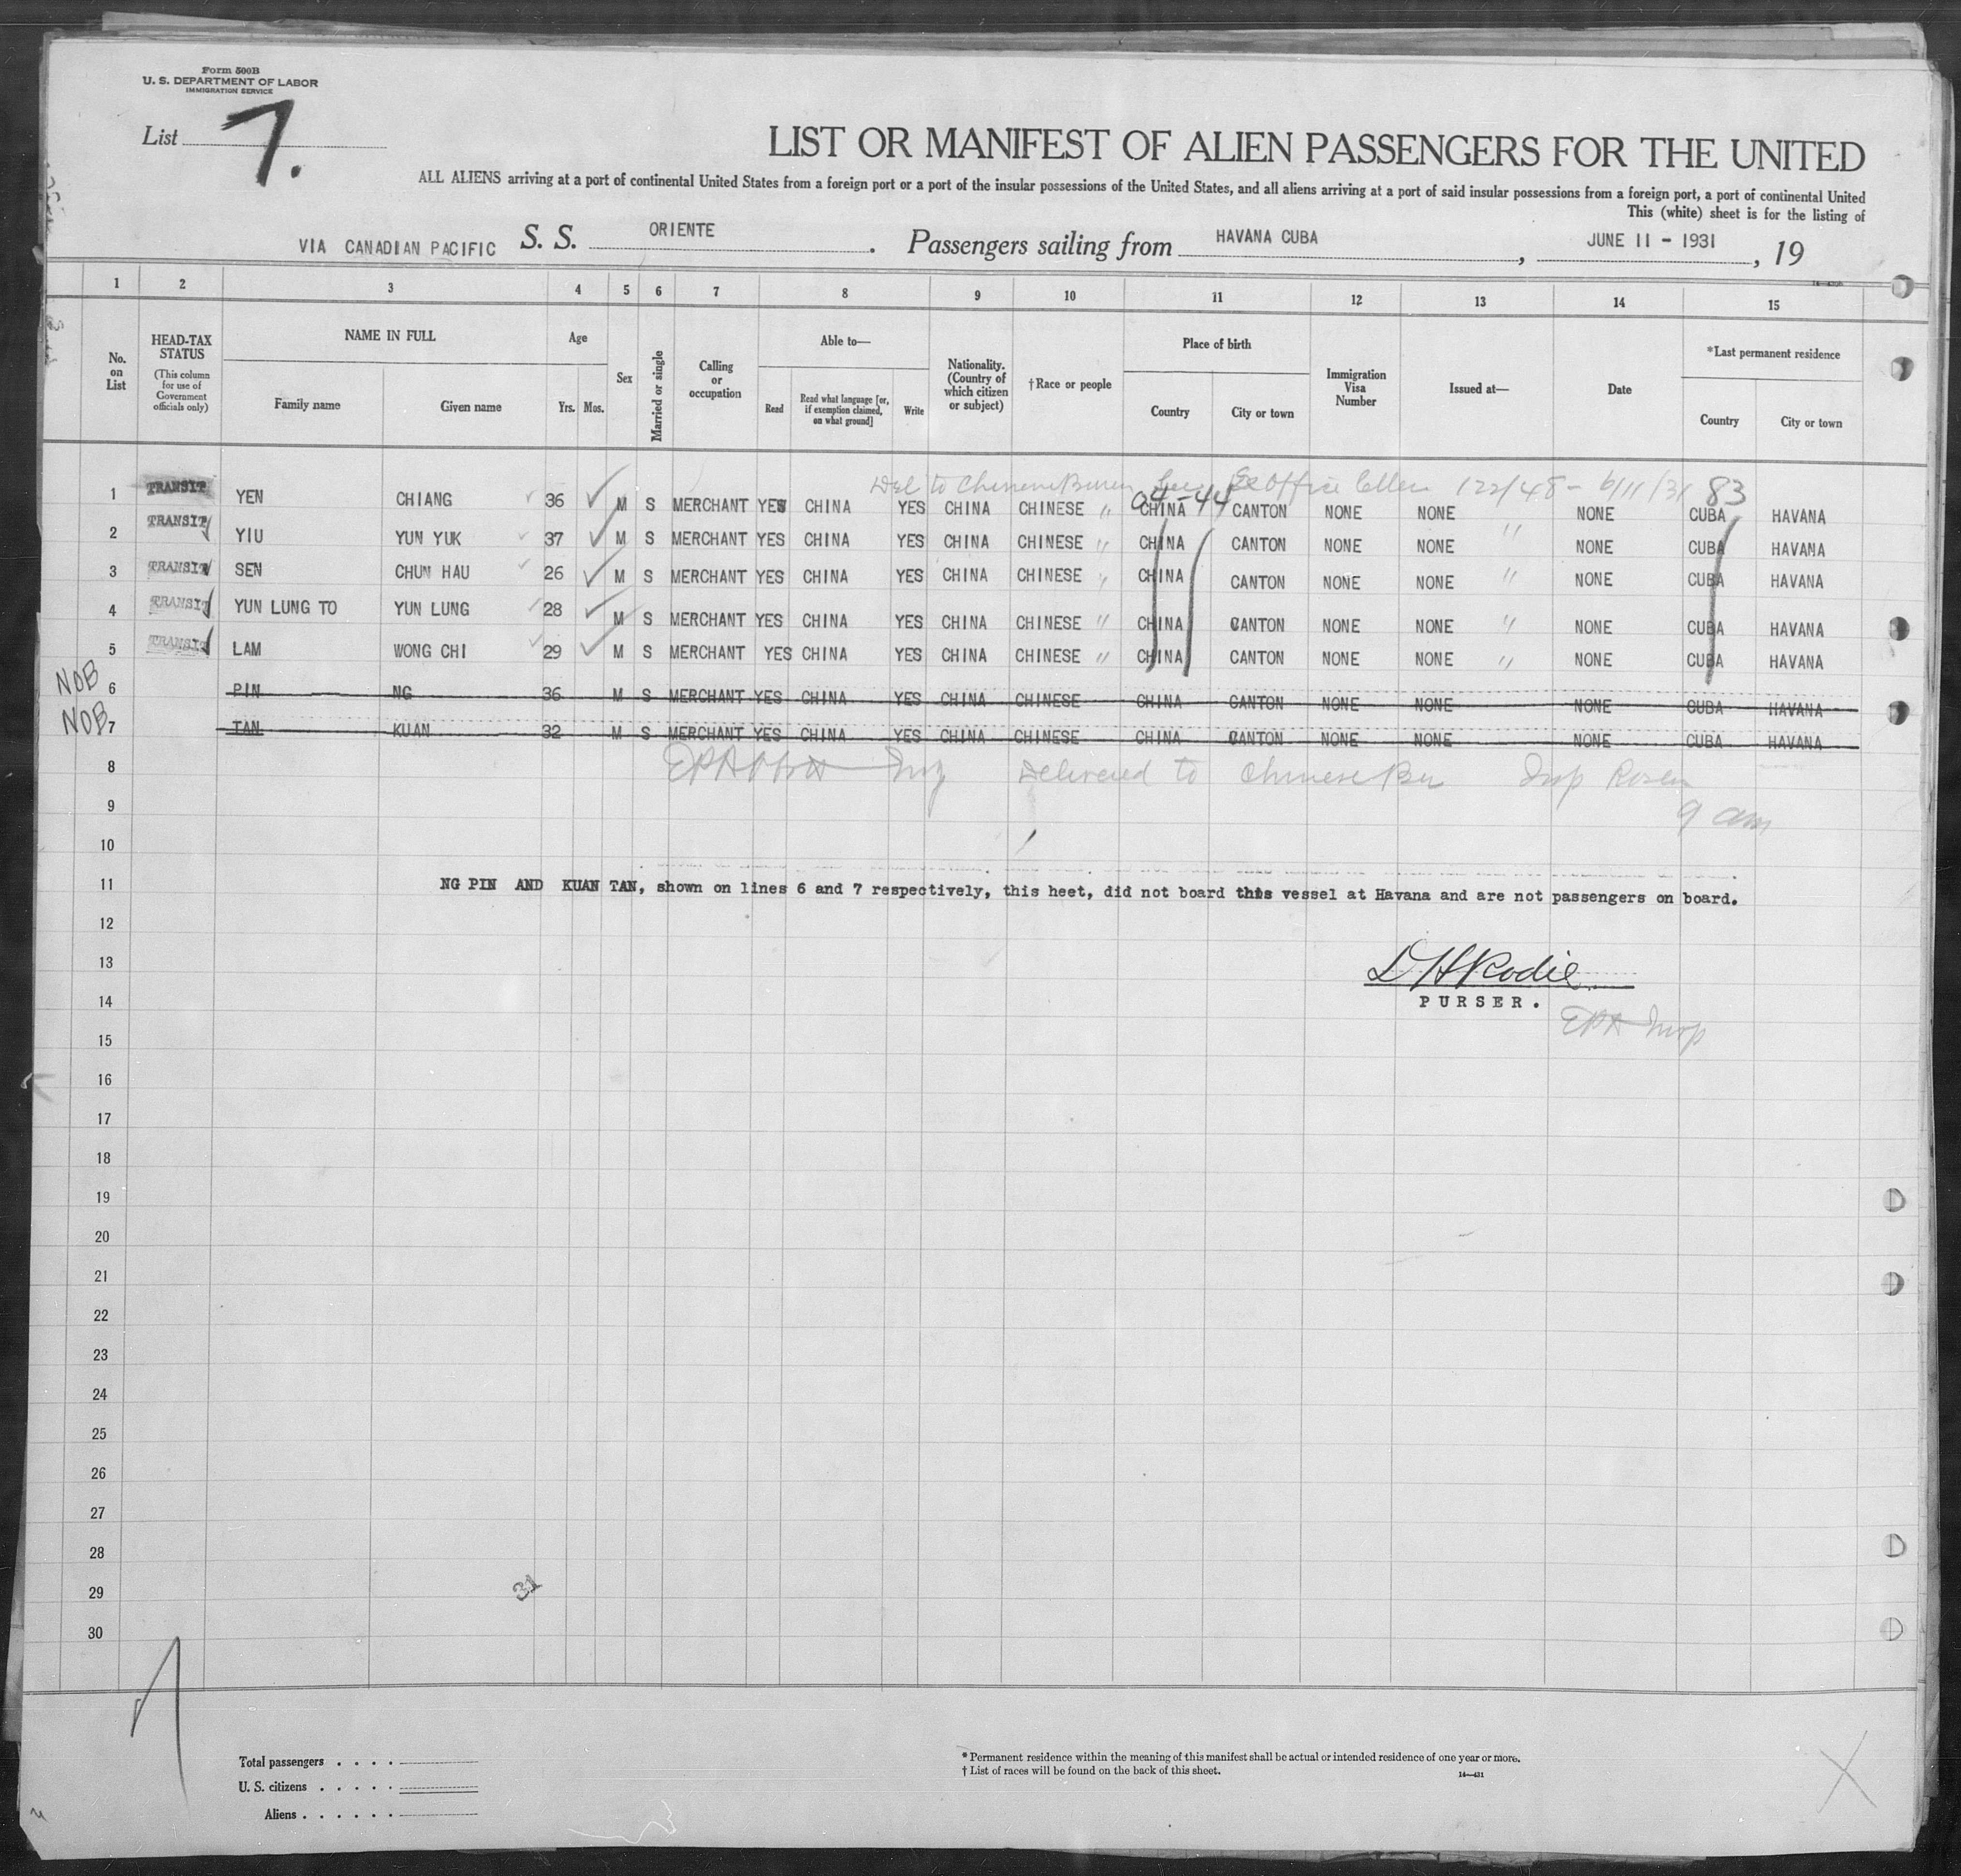 Form 500B
U. S. DEPARTMENT OF LABOR
IMMIGRATION SERVICE
List 7.
LIST OR MANIFEST OF ALIEN PASSENGERS FOR THE UNITED
ALL ALIENS arriving at a port of continental United States from a foreign port or a port of the insular possessions of the United States, and all aliens arriving at a port of said insular possessions from a foreign port, a port of continental United
This (white) sheet is for the listing of
VIA CANADIAN PACIFIC S. S. ORIENTE. Passengers sailing from HAVANA CUBA, JUNE 11 - 1931, 19
1 2 3 4 5 6 7 8 9 10 11 12 13 14 15
No. on List
HEAD-TAX STATUS (This column for use of Government officials only)
NAME IN FULL
Family name Given name
Age
Yrs. Mos.
Sex
Married or single
Calling or occupation
Able to—
Read Read what language [or, if exemption claimed, on what ground] Write
Nationality. (Country of which citizen or subject)
†Race or people
Place of birth
Country City or town
Immigration Visa Number
Issued at—
Date
*Last permanent residence
Country City or town
Del to Chinese Office 122/48 - 6/11/31 83
04-44
1 TRANSIT YEN CHIANG 36 M S MERCHANT YES CHINA YES CHINA CHINESE " CHINA CANTON NONE NONE NONE CUBA HAVANA
2 TRANSIT YIU YUN YUK 37 M S MERCHANT YES CHINA YES CHINA CHINESE " CHINA CANTON NONE NONE " NONE CUBA HAVANA
3 TRANSIT SEN CHUN HAU 26 M S MERCHANT YES CHINA YES CHINA CHINESE " CHINA CANTON NONE NONE " NONE CUBA HAVANA
4 TRANSIT YUN LUNG TO YUN LUNG 28 M S MERCHANT YES CHINA YES CHINA CHINESE " CHINA CANTON NONE NONE " NONE CUBA HAVANA
5 TRANSIT LAM WONG CHI 29 M S MERCHANT YES CHINA YES CHINA CHINESE " CHINA CANTON NONE NONE " NONE CUBA HAVANA
NOB 6 PIN NG 36 M S MERCHANT YES CHINA YES CHINA CHINESE CHINA CANTON NONE NONE NONE CUBA HAVANA
NOB 7 TAN KUAN 32 M S MERCHANT YES CHINA YES CHINA CHINESE CHINA CANTON NONE NONE NONE CUBA HAVANA
8 Delivered to Chinese Bu Insp Rosen
9 9 am
10
11 NG PIN AND KUAN TAN, shown on lines 6 and 7 respectively, this heet, did not board this vessel at Havana and are not passengers on board.
12
13 D H Rodie
14 PURSER.
15 Insp
16
17
18
19
20
21
22
23
24
25
26
27
28
29 31
30
Total passengers . . . .
U. S. citizens . . . . .
Aliens . . . . . .
* Permanent residence within the meaning of this manifest shall be actual or intended residence of one year or more.
† List of races will be found on the back of this sheet. 14—431